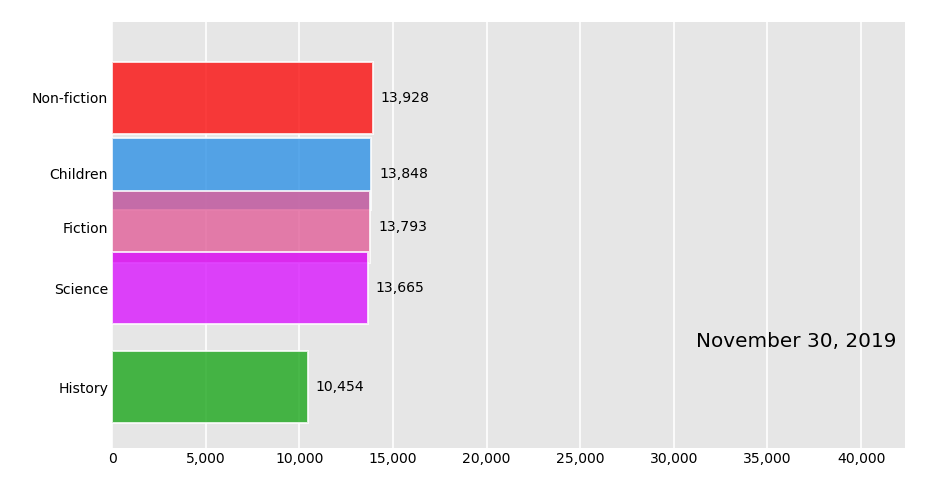 Non-fiction 13,928
Children 13,848
Fiction 13,793
Science 13,665
November 30, 2019
History 10,454
0 5,000 10,000 15,000 20,000 25,000 30,000 35,000 40,000